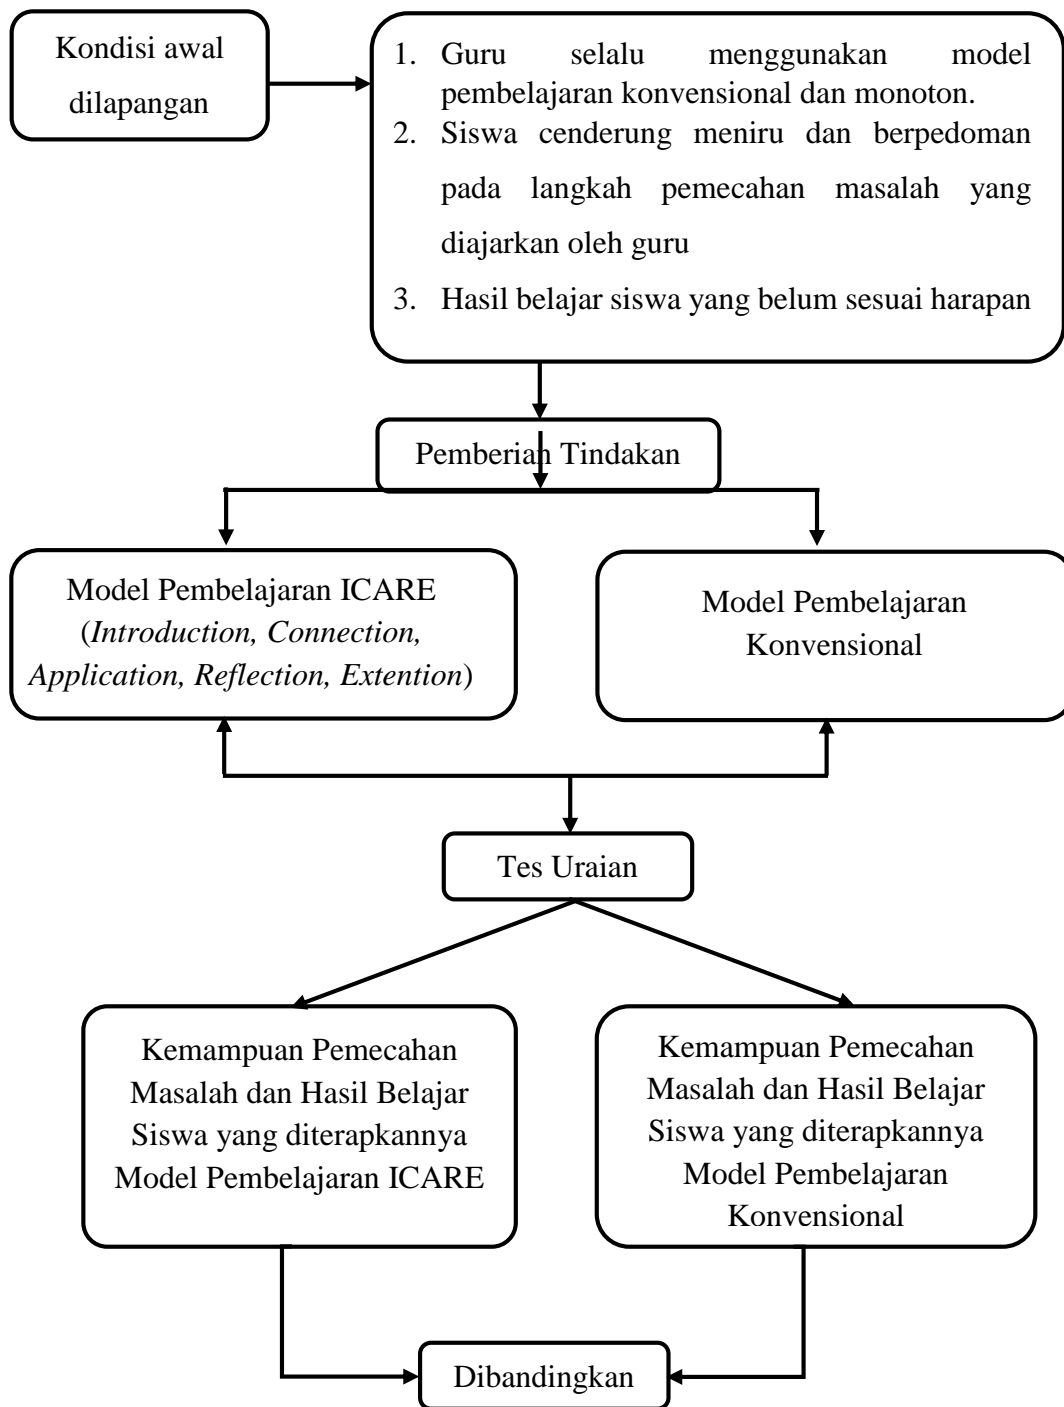 Kondisi awal
dilapangan
1. Guru selalu menggunakan model
pembelajaran konvensional dan monoton.
2. Siswa cenderung meniru dan berpedoman
pada langkah pemecahan masalah yang
diajarkan oleh guru
3. Hasil belajar siswa yang belum sesuai harapan
Pemberian Tindakan
Model Pembelajaran ICARE
(Introduction, Connection,
Application, Reflection, Extention)
Model Pembelajaran
Konvensional
Tes Uraian
Kemampuan Pemecahan
Masalah dan Hasil Belajar
Siswa yang diterapkannya
Model Pembelajaran ICARE
Kemampuan Pemecahan
Masalah dan Hasil Belajar
Siswa yang diterapkannya
Model Pembelajaran
Konvensional
Dibandingkan